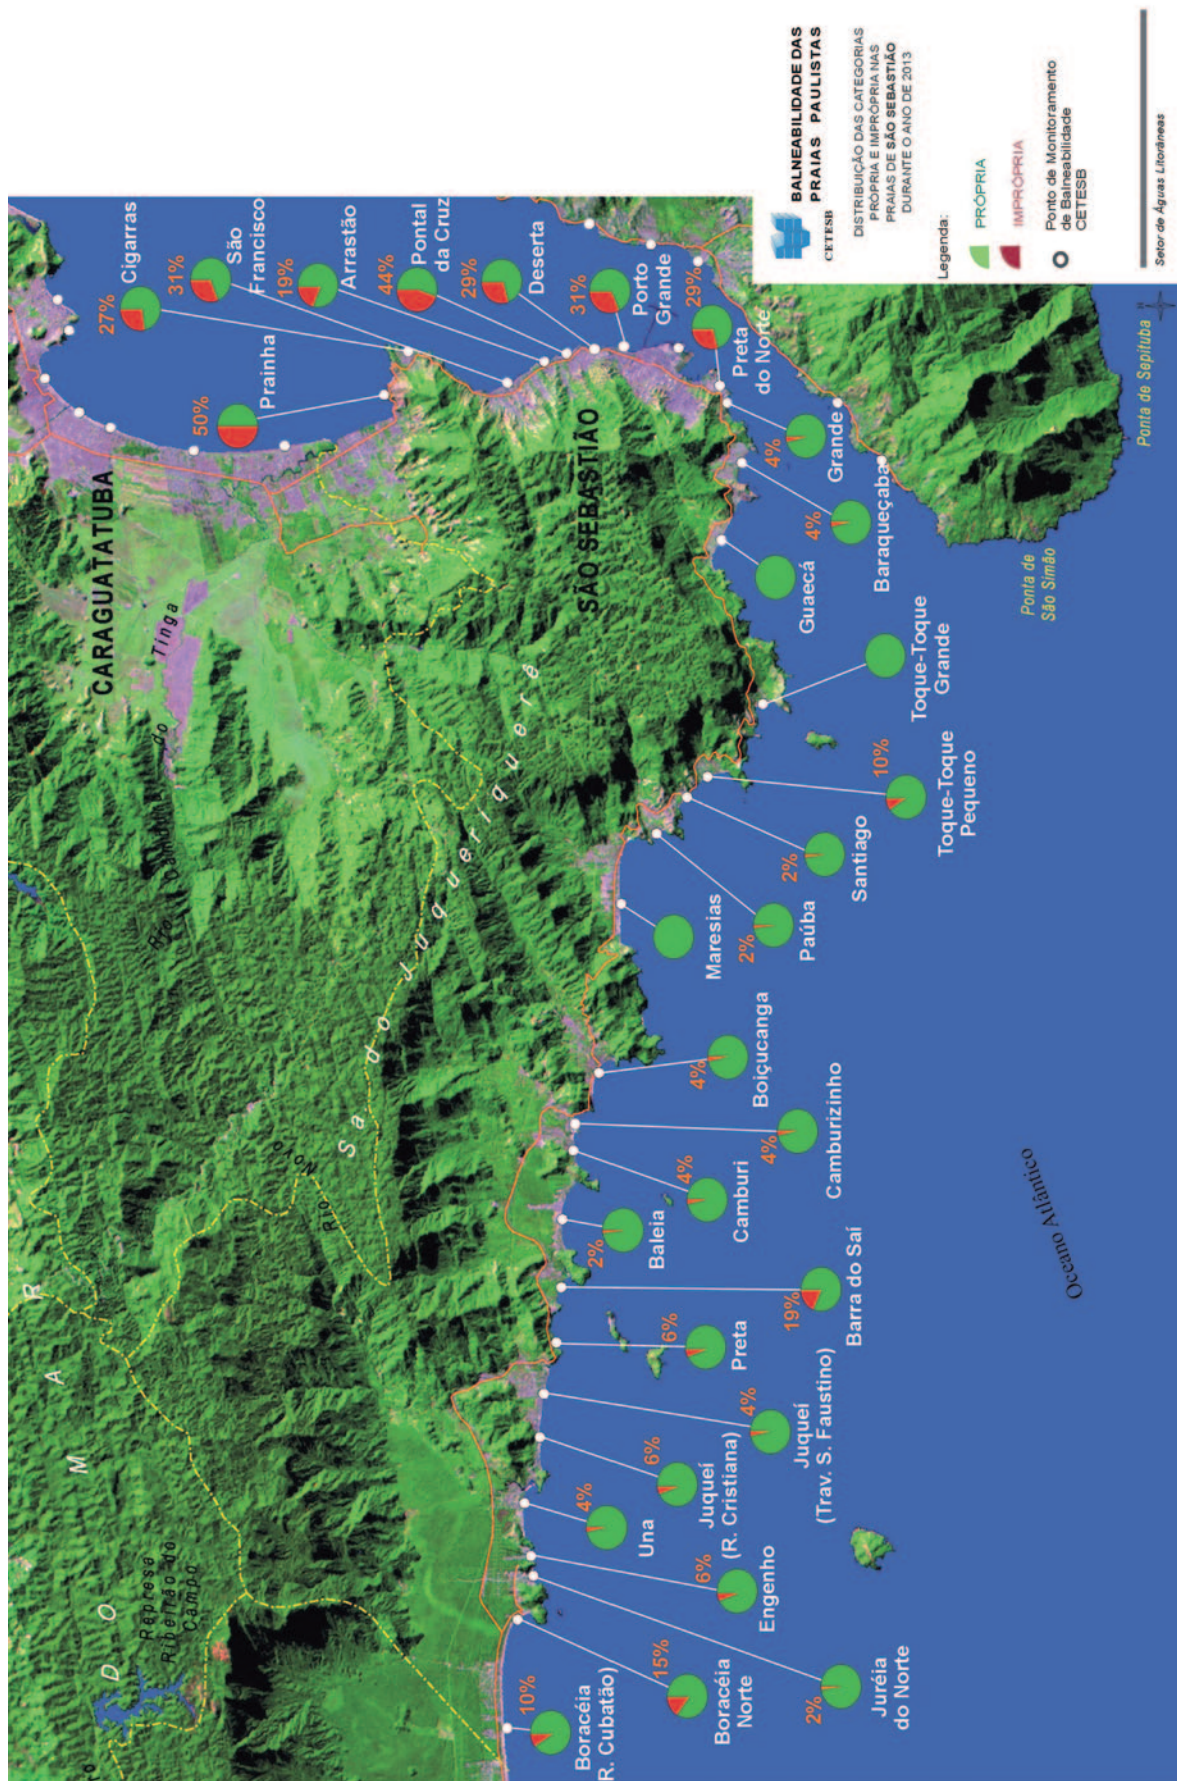 BALNEABILIDADE DAS
PRAIAS PAULISTAS
CETESB
DISTRIBUIÇÃO DAS CATEGORIAS
PRÓPRIA E IMPRÓPRIA NAS
PRAIAS DE SÃO SEBASTIÃO
DURANTE O ANO DE 2013
Legenda:
PRÓPRIA
IMPRÓPRIA
Ponto de Monitoramento
de Balneabilidade
CETESB
Setor de Águas Litorâneas
CARAGUATATUBA
SÃO SEBASTIÃO
Tinga
do
Rio
Novo
Rio
Sa do Juqueriquerê
R
A
M
O
D
Represa
Ribeirão do
Campo
27%
Cigarras
50%
Prainha
31%
São
Francisco
19%
Arrastão
44%
Pontal
da Cruz
29%
Deserta
31%
Porto
Grande
29%
Preta
do Norte
4%
Grande
4%
Baraqueçaba
Guaecá
Toque-Toque
Grande
10%
Toque-Toque
Pequeno
2%
Santiago
2%
Paúba
Maresias
4%
Boiçucanga
4%
Camburizinho
4%
Camburi
2%
Baleia
19%
Barra do Saí
6%
Preta
4%
Juqueí
(Trav. S. Faustino)
6%
Juqueí
(R. Cristiana)
4%
Una
6%
Engenho
2%
Juréia
do Norte
15%
Boracéia
Norte
10%
Boracéia
(R. Cubatão)
Ponta de
São Simão
Ponta de Sepituba
Oceano Atlântico